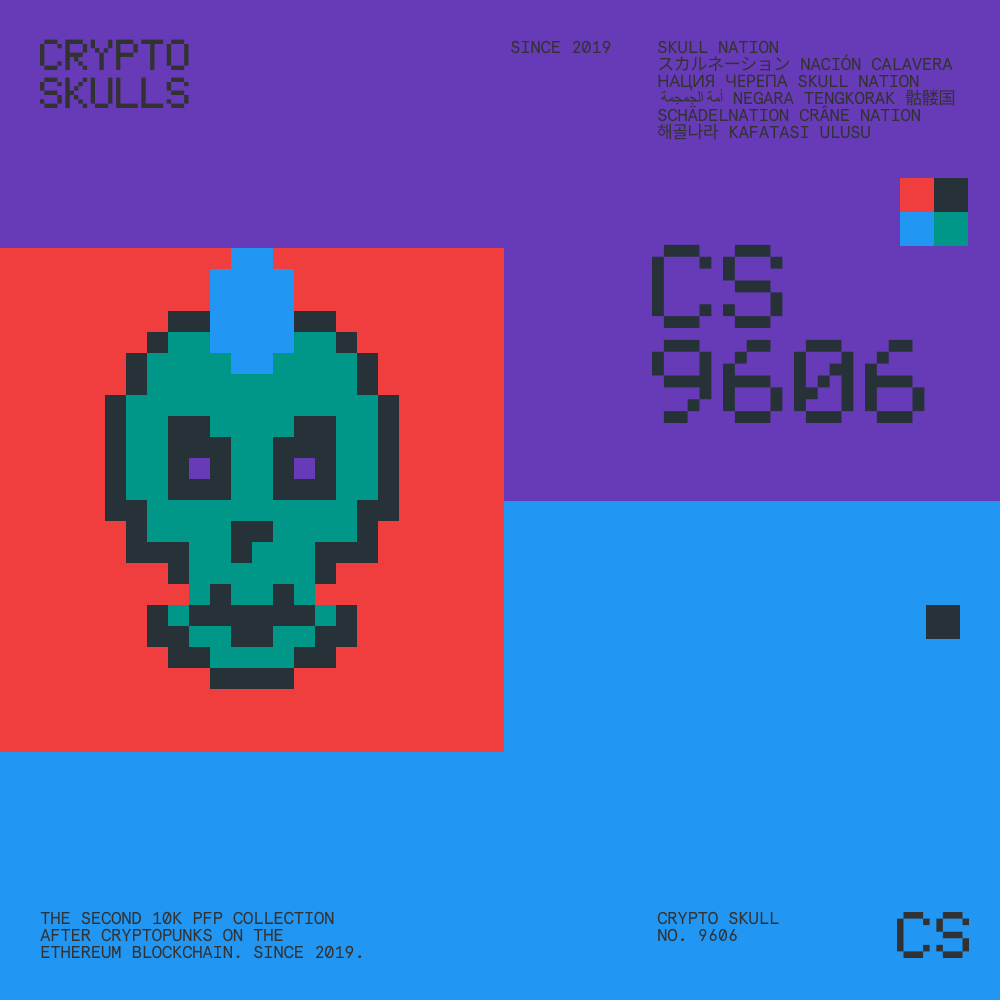 CRYPTO
SKULLS
SINCE 2019
SKULL NATION
スカルネーション NACIÓN CALAVERA
НАЦИЯ ЧЕРЕПА SKULL NATION
أمة الجمجمة NEGARA TENGKORAK 骷髅国
SCHÄDELNATION CRÂNE NATION
해골나라 KAFATASI ULUSU
CS
9606
THE SECOND 10K PFP COLLECTION
AFTER CRYPTOPUNKS ON THE
ETHEREUM BLOCKCHAIN. SINCE 2019.
CRYPTO SKULL
NO. 9606
CS